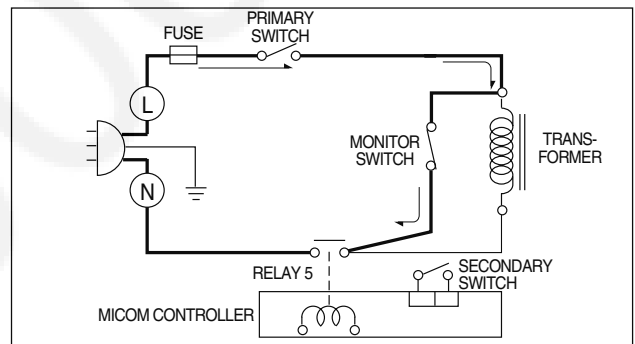 PRIMARY
SWITCH
FUSE
L
MONITOR
SWITCH
TRANS-
FORMER
N
RELAY 5
SECONDARY
SWITCH
MICOM CONTROLLER